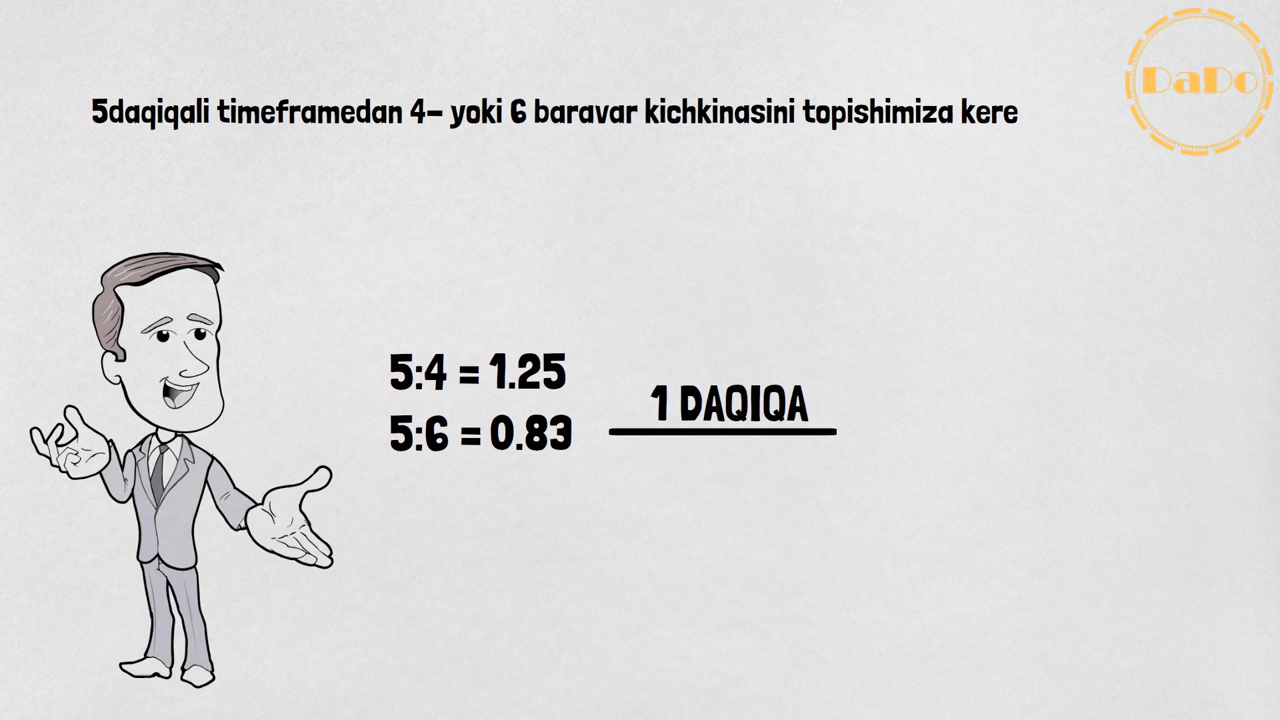 DaDo
5daqiqali timeframedan 4- yoki 6 baravar kichkinasini topishimiza kere
5:4 = 1.25
5:6 = 0.83
1 DAQIQA